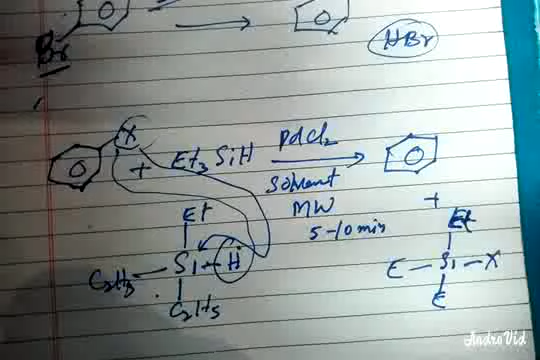 Br
HBr
X
+ Et3SiH
PdCl2
Solvent
MW
5-10 min
+
Et
C2H5 Si H
C2H5
Et
E Si X
E
AndroVid